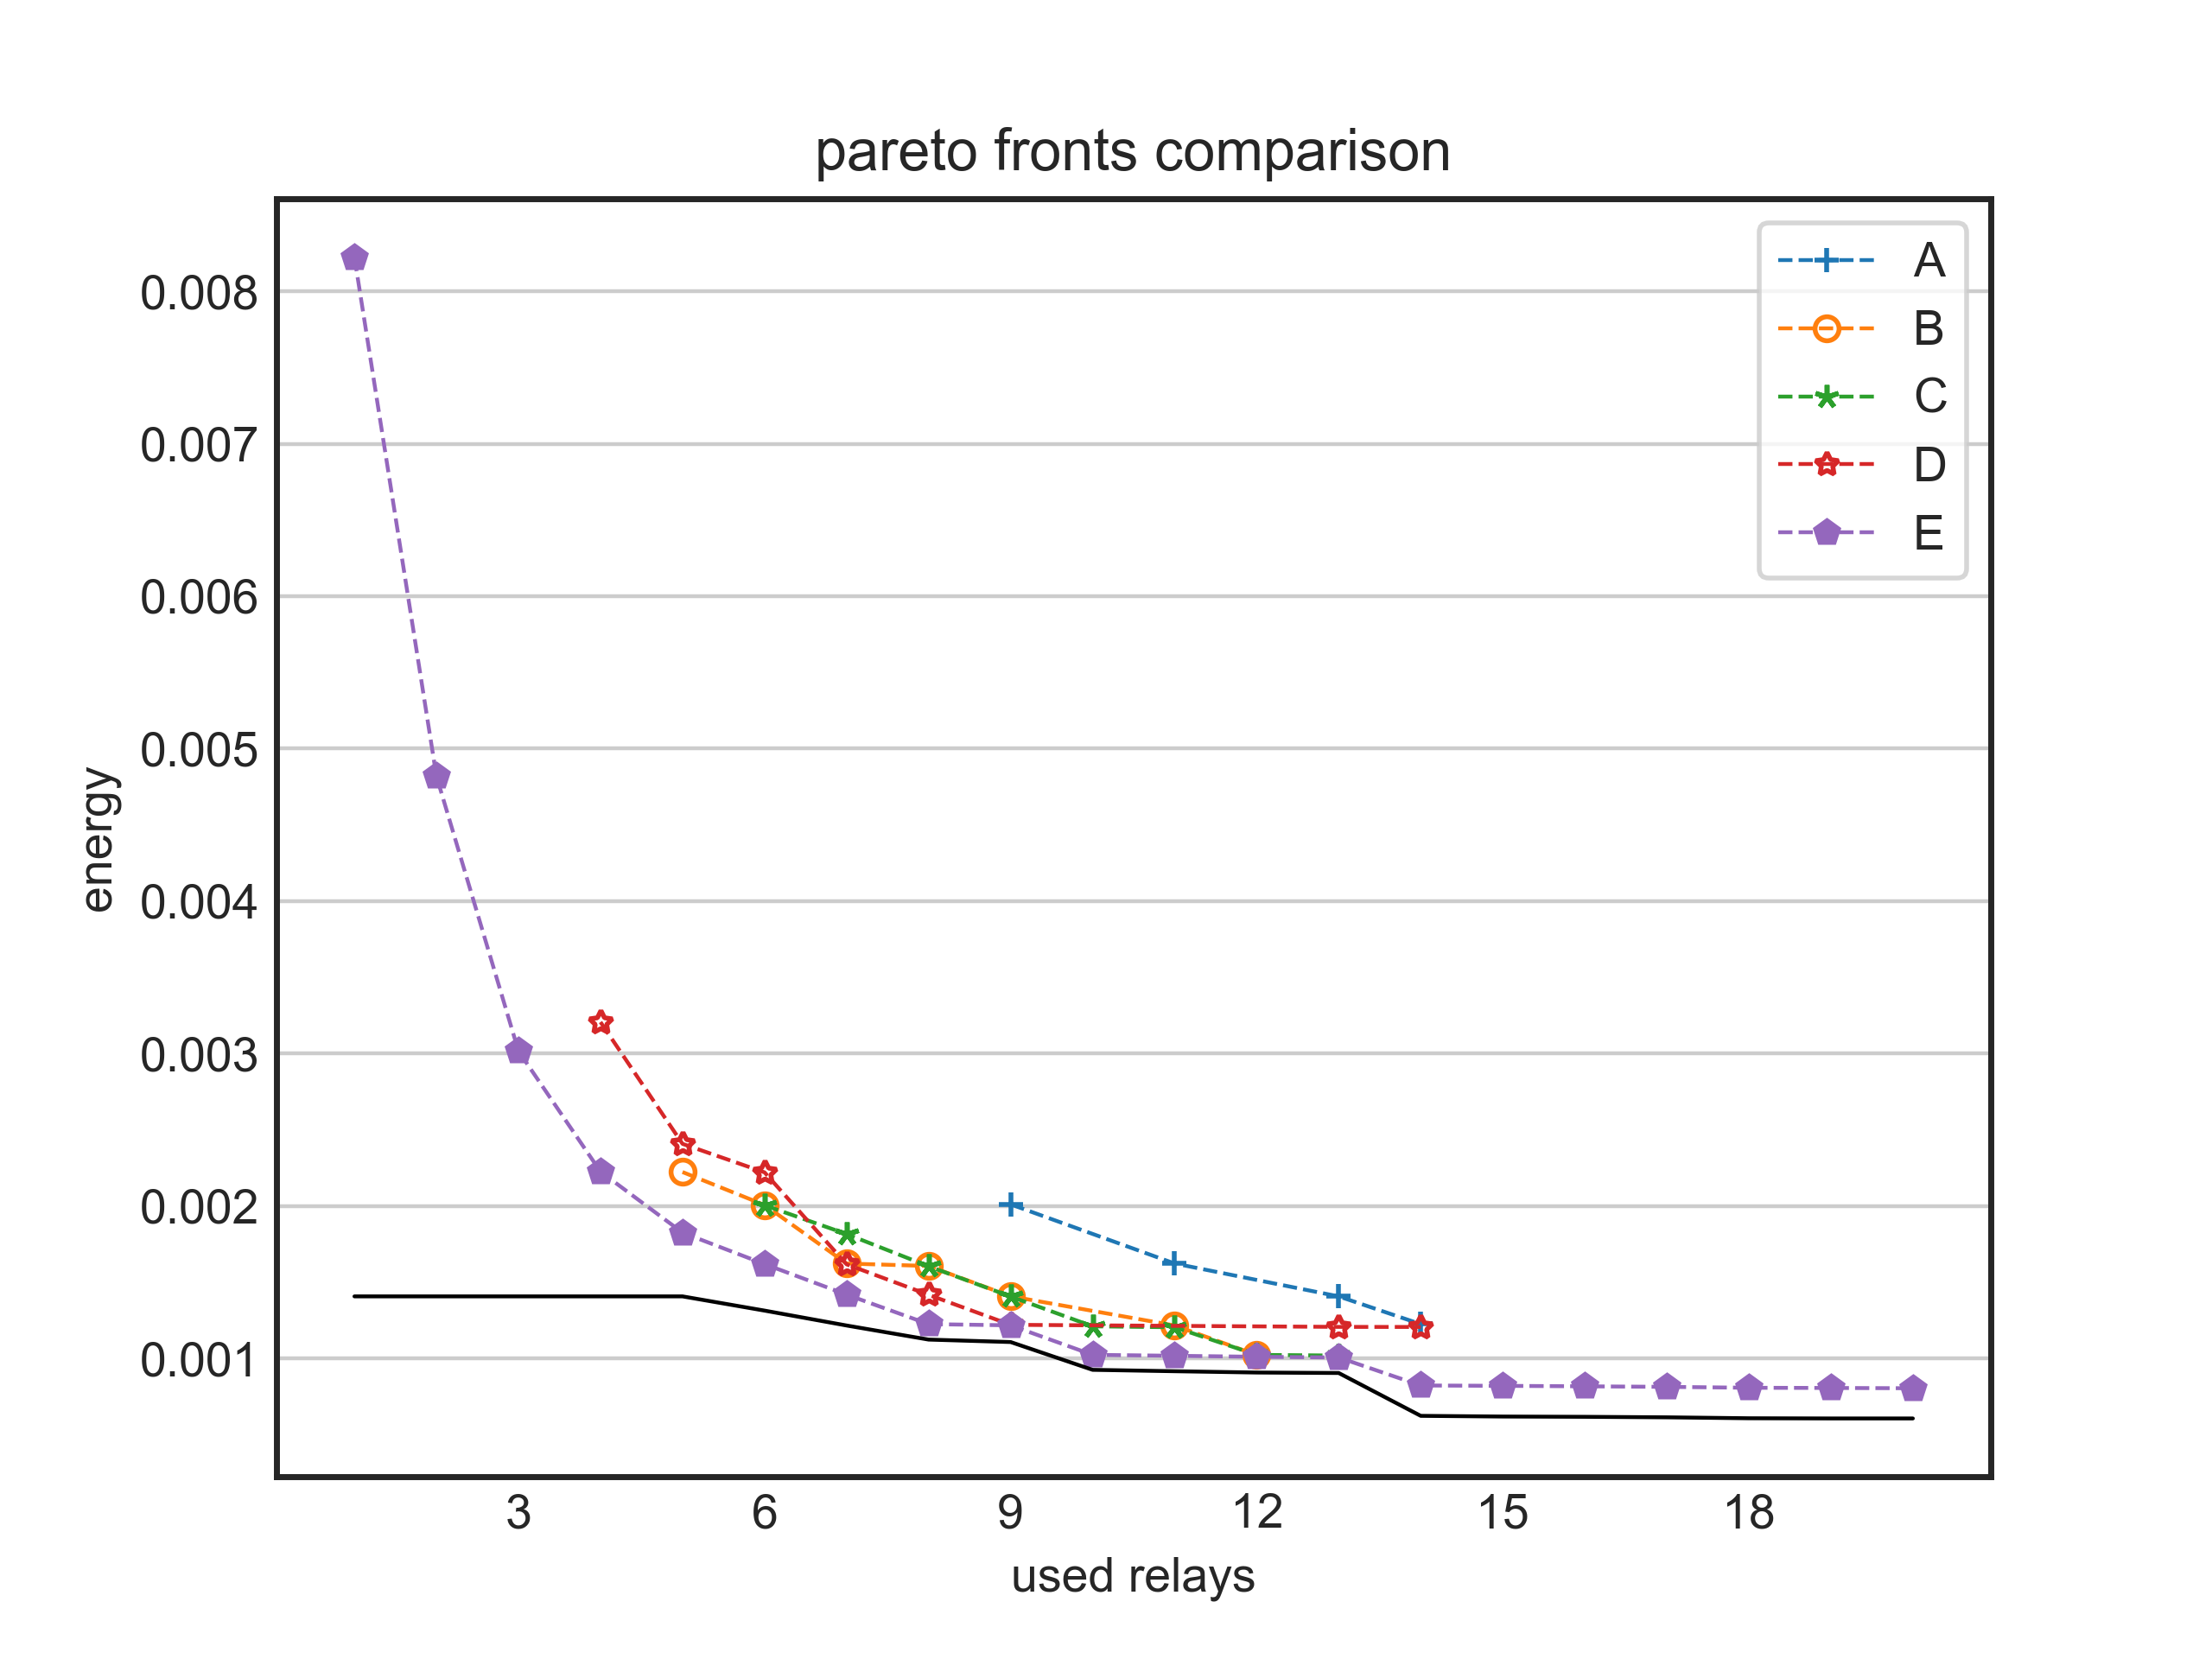 pareto fronts comparison
A
B
C
D
E
0.008
0.007
0.006
0.005
0.004
0.003
0.002
0.001
energy
3 6 9 12 15 18
used relays